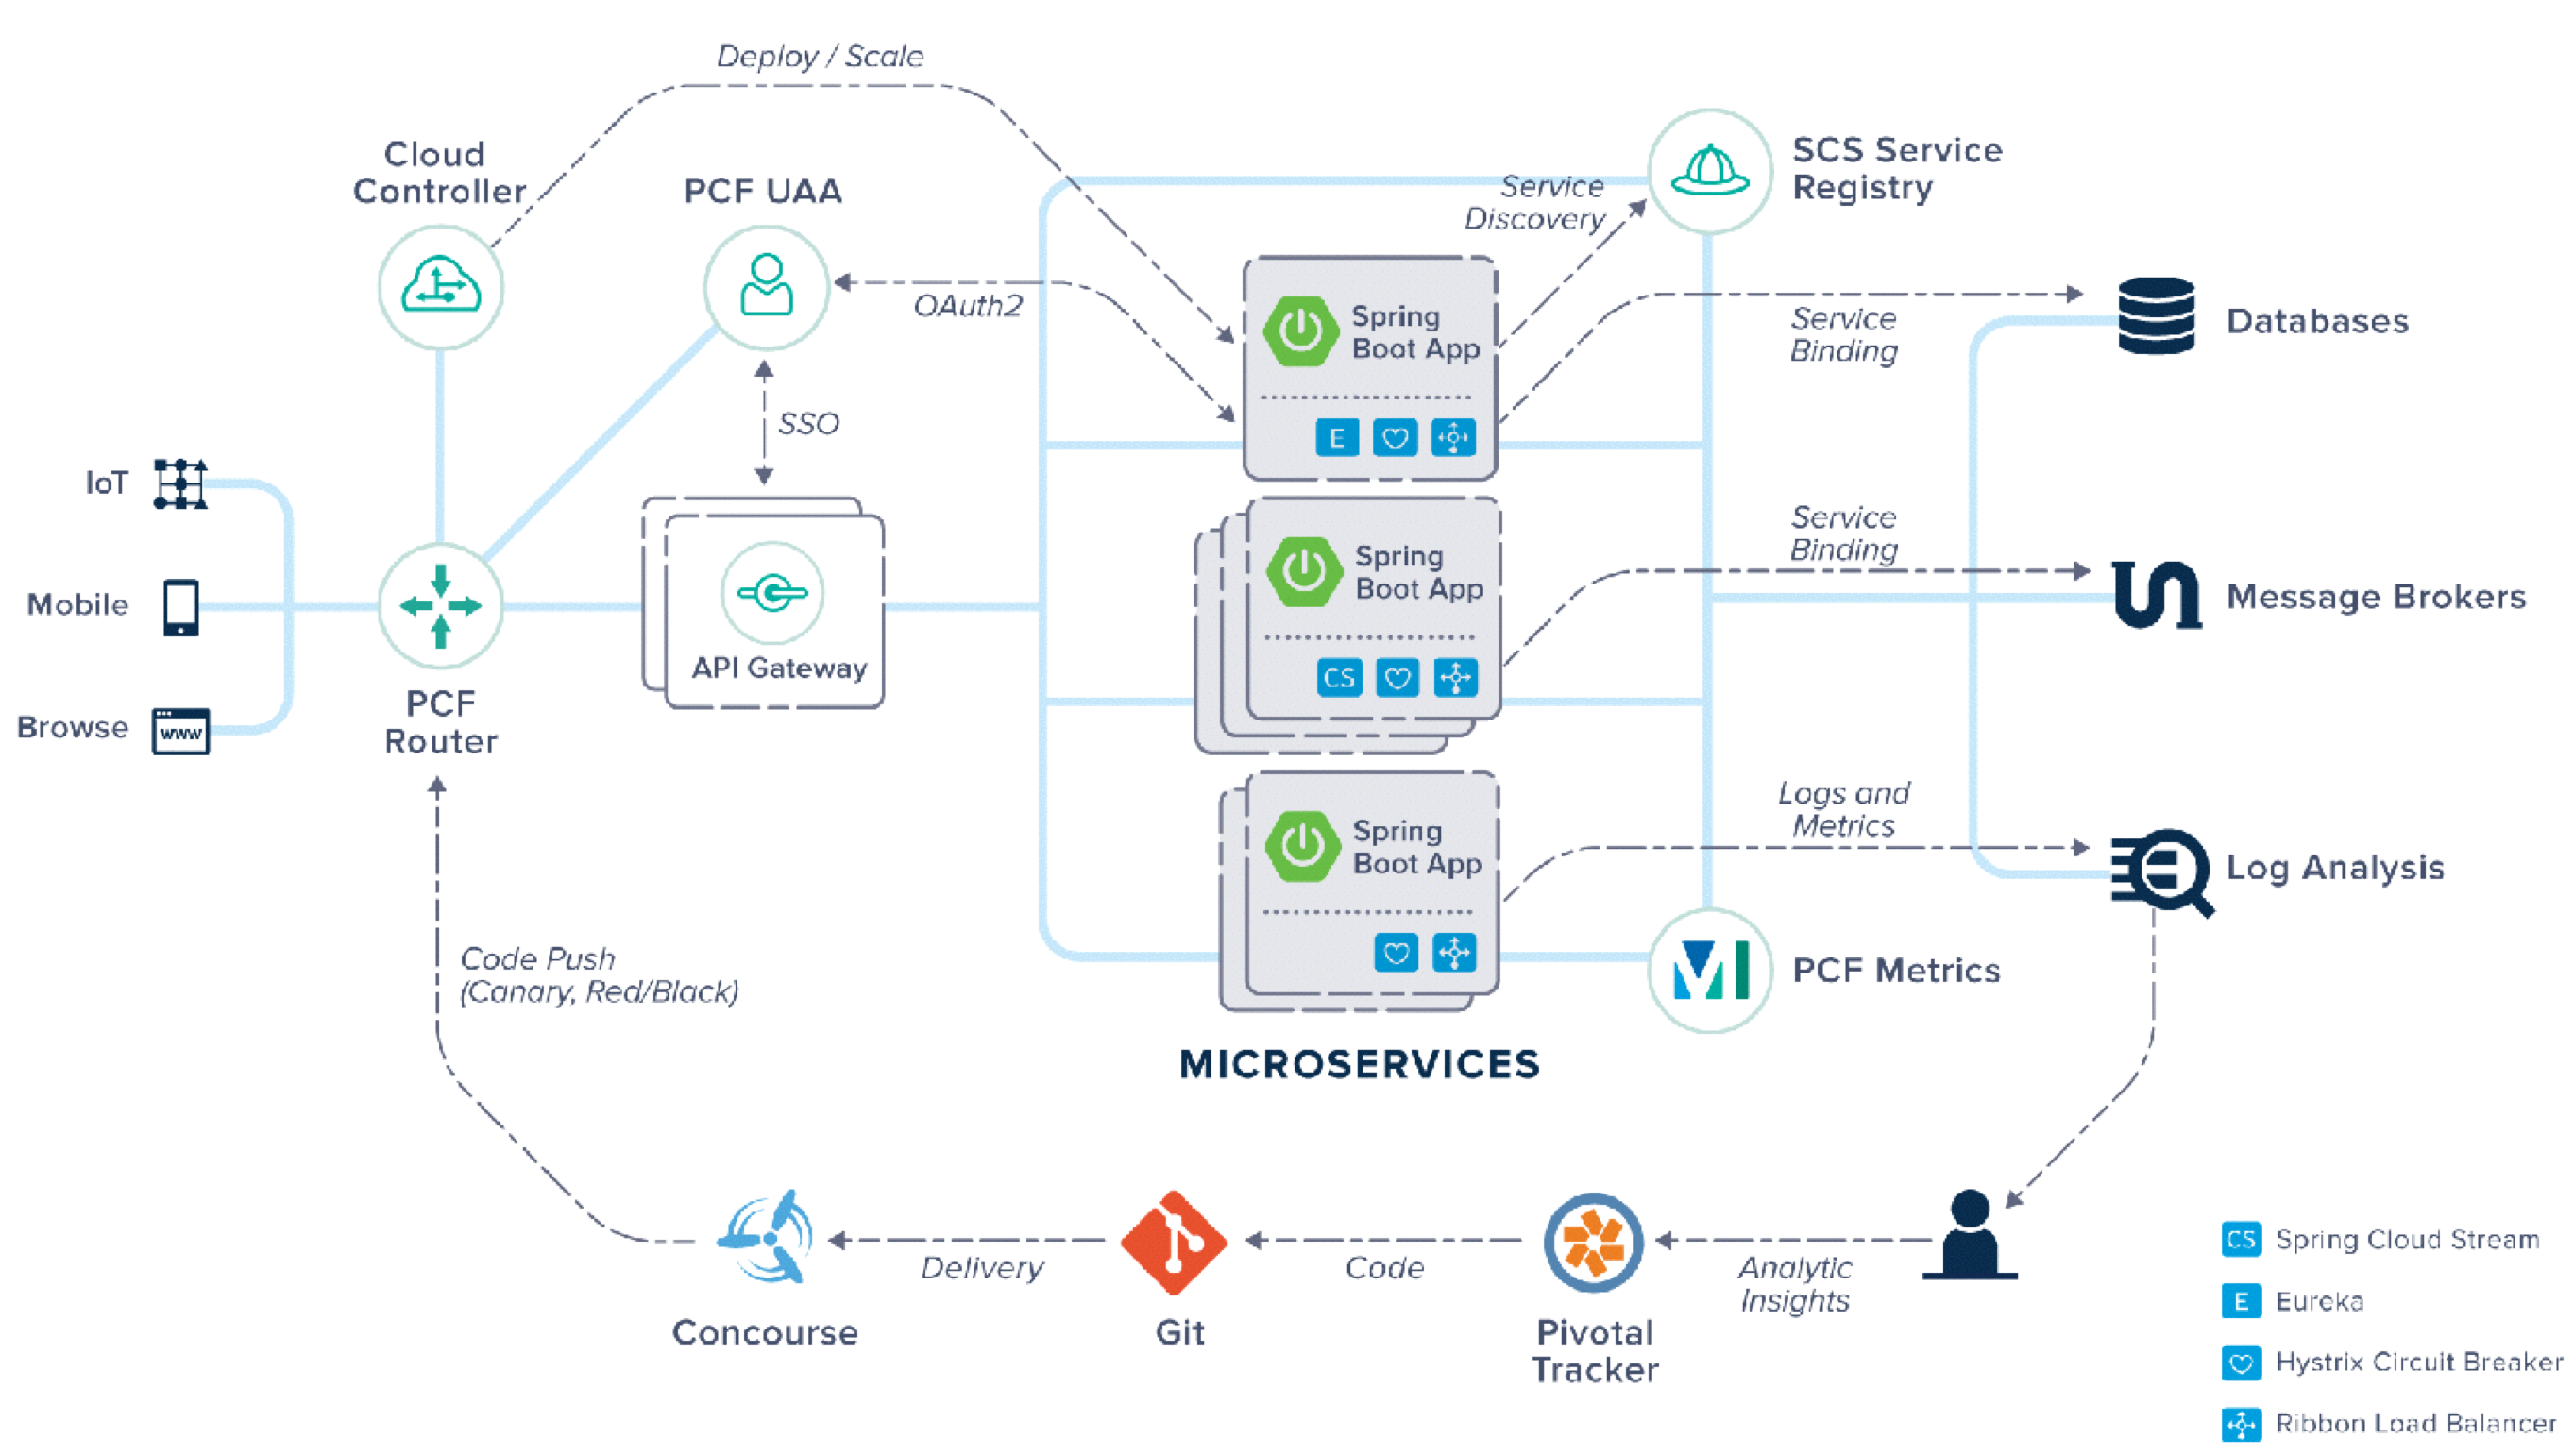 Deploy / Scale
Cloud
Controller
PCF UAA
SCS Service
Registry
Service
Discovery
OAuth2
Spring
Boot App
E
Service
Binding
Databases
SSO
IoT
Mobile
Browse
www
PCF
Router
API Gateway
Spring
Boot App
CS
Service
Binding
Message Brokers
Spring
Boot App
Logs and
Metrics
Log Analysis
PCF Metrics
MICROSERVICES
Code Push
(Canary, Red/Black)
Concourse
Delivery
Git
Code
Pivotal
Tracker
Analytic
Insights
CS Spring Cloud Stream
E Eureka
Hystrix Circuit Breaker
Ribbon Load Balancer